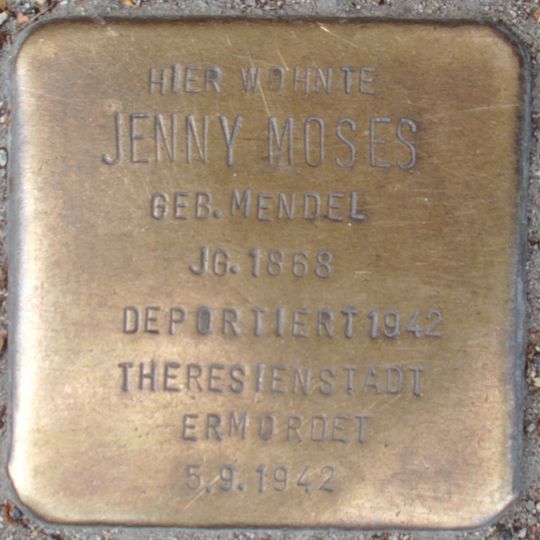 HIER WOHNTE
JENNY MOSES
GEB. MENDEL
JG. 1868
DEPORTIERT 1942
THERESIENSTADT
ERMORDET
5.9.1942